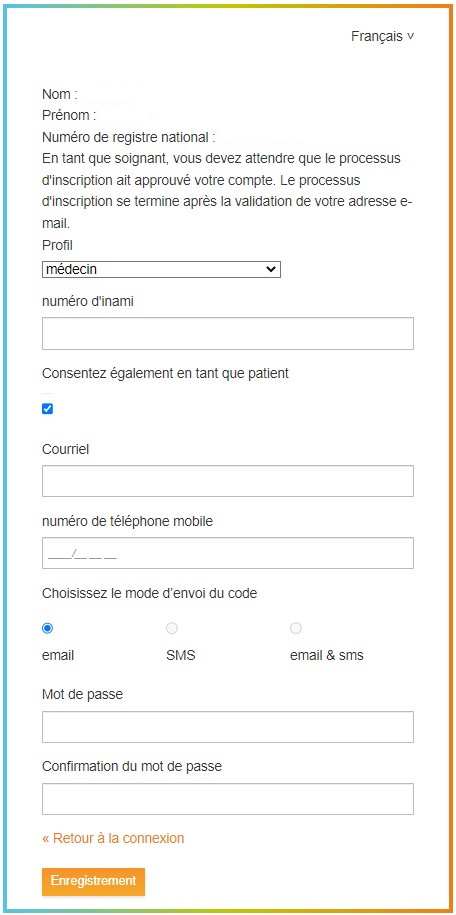 Français ˅
Nom :
Prénom :
Numéro de registre national :
En tant que soignant, vous devez attendre que le processus
d'inscription ait approuvé votre compte. Le processus
d'inscription se termine après la validation de votre adresse e-
mail.
Profil
médecin
numéro d'inami
Consentez également en tant que patient
Courriel
numéro de téléphone mobile
____/__ __ __
Choisissez le mode d’envoi du code
email SMS email & sms
Mot de passe
Confirmation du mot de passe
« Retour à la connexion
Enregistrement